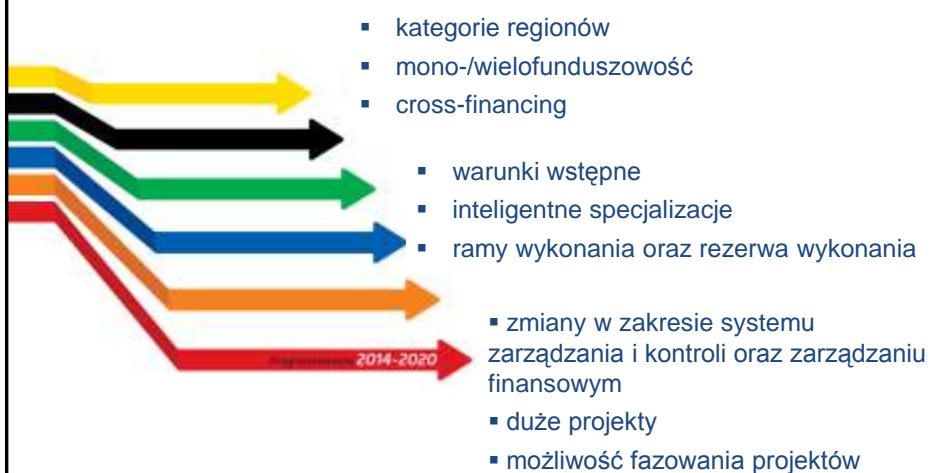 ▪ kategorie regionów
▪ mono-/wielofunduszowość
▪ cross-financing
▪ warunki wstępne
▪ inteligentne specjalizacje
▪ ramy wykonania oraz rezerwa wykonania
▪ zmiany w zakresie systemu
zarządzania i kontroli oraz zarządzaniu
finansowym
▪ duże projekty
▪ możliwość fazowania projektów
2014-2020